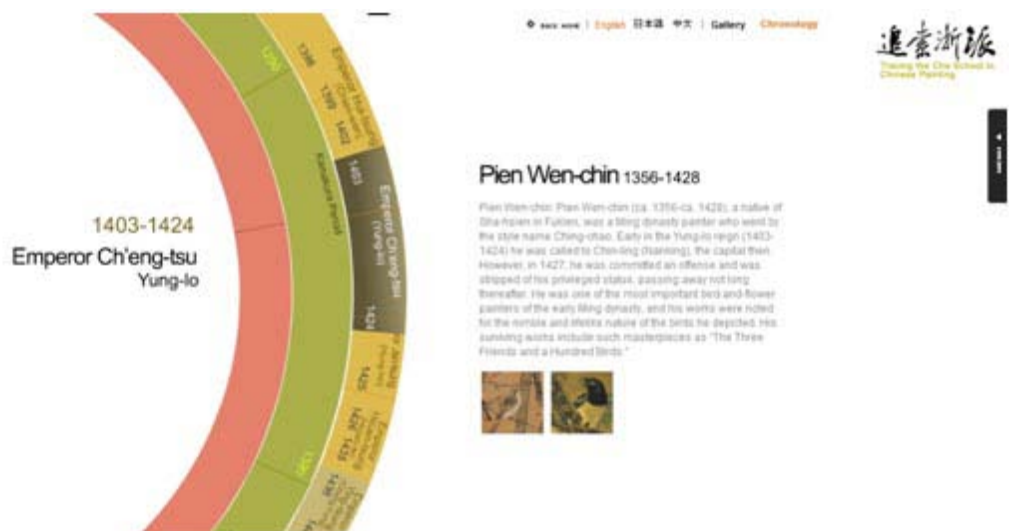 BACK HOME | English 日本語 中文 | Gallery Chronology
追索浙派
Tracing the Che School in
Chinese Painting
1403-1424
Emperor Ch'eng-tsu
Yung-lo
1398
1399
1402
Kamakura Period
1403
Emperor Ch'eng-tsu
(Yung-lo)
1424
1425
1426
1435
1436
Pien Wen-chin 1356-1428
Pien Wen-chin: Pien Wen-chin (ca. 1356-ca. 1428), a native of
Sha-hsien in Fukien, was a Ming dynasty painter who went by
the style name Ching-chao. Early in the Yung-lo reign (1403-
1424) he was called to Chin-ling (Nanking), the capital then.
However, in 1427, he was committed an offense and was
stripped of his privileged status, passing away not long
thereafter. He was one of the most important bird-and-flower
painters of the early Ming dynasty, and his works were noted
for the nimble and lifelike nature of the birds he depicted. His
surviving works include such masterpieces as "The Three
Friends and a Hundred Birds."